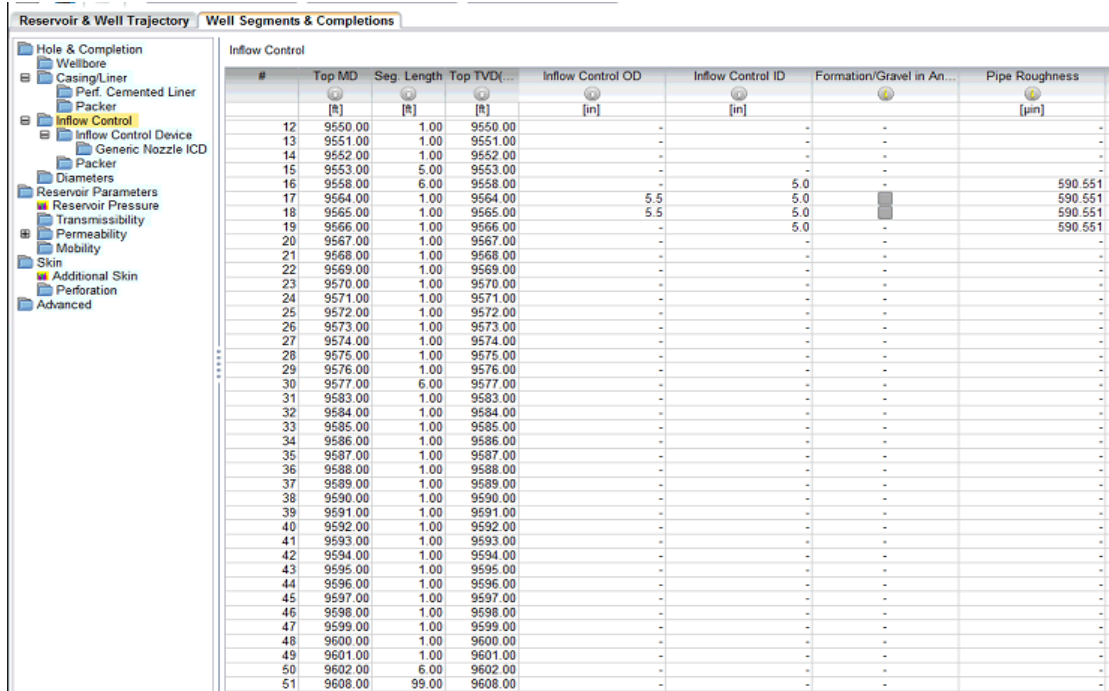 Reservoir & Well Trajectory Well Segments & Completions
Hole & Completion
Wellbore
Casing/Liner
Perf. Cemented Liner
Packer
Inflow Control
Inflow Control Device
Generic Nozzle ICD
Packer
Diameters
Reservoir Parameters
Reservoir Pressure
Transmissibility
Permeability
Mobility
Skin
Additional Skin
Perforation
Advanced
Inflow Control
# Top MD Seg. Length Top TVD(... Inflow Control OD Inflow Control ID Formation/Gravel in An... Pipe Roughness
[ft] [ft] [ft] [in] [in] [µin]
12 9550.00 1.00 9550.00 - - - -
13 9551.00 1.00 9551.00 - - - -
14 9552.00 1.00 9552.00 - - - -
15 9553.00 5.00 9553.00 - - - -
16 9558.00 6.00 9558.00 - 5.0 - 590.551
17 9564.00 1.00 9564.00 5.5 5.0 590.551
18 9565.00 1.00 9565.00 5.5 5.0 590.551
19 9566.00 1.00 9566.00 - 5.0 - 590.551
20 9567.00 1.00 9567.00 - - - -
21 9568.00 1.00 9568.00 - - - -
22 9569.00 1.00 9569.00 - - - -
23 9570.00 1.00 9570.00 - - - -
24 9571.00 1.00 9571.00 - - - -
25 9572.00 1.00 9572.00 - - - -
26 9573.00 1.00 9573.00 - - - -
27 9574.00 1.00 9574.00 - - - -
28 9575.00 1.00 9575.00 - - - -
29 9576.00 1.00 9576.00 - - - -
30 9577.00 6.00 9577.00 - - - -
31 9583.00 1.00 9583.00 - - - -
32 9584.00 1.00 9584.00 - - - -
33 9585.00 1.00 9585.00 - - - -
34 9586.00 1.00 9586.00 - - - -
35 9587.00 1.00 9587.00 - - - -
36 9588.00 1.00 9588.00 - - - -
37 9589.00 1.00 9589.00 - - - -
38 9590.00 1.00 9590.00 - - - -
39 9591.00 1.00 9591.00 - - - -
40 9592.00 1.00 9592.00 - - - -
41 9593.00 1.00 9593.00 - - - -
42 9594.00 1.00 9594.00 - - - -
43 9595.00 1.00 9595.00 - - - -
44 9596.00 1.00 9596.00 - - - -
45 9597.00 1.00 9597.00 - - - -
46 9598.00 1.00 9598.00 - - - -
47 9599.00 1.00 9599.00 - - - -
48 9600.00 1.00 9600.00 - - - -
49 9601.00 1.00 9601.00 - - - -
50 9602.00 6.00 9602.00 - - - -
51 9608.00 99.00 9608.00 - - - -